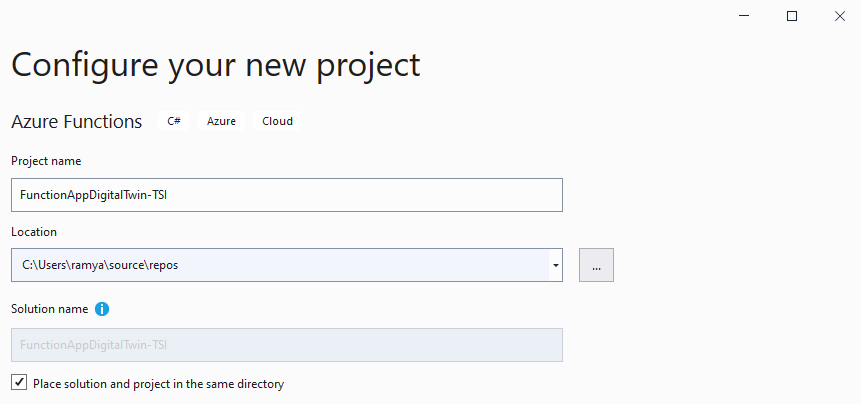 Configure your new project
Azure Functions C# Azure Cloud
Project name
FunctionAppDigitalTwin-TSI
Location
C:\Users\ramya\source\repos
...
Solution name i
FunctionAppDigitalTwin-TSI
Place solution and project in the same directory